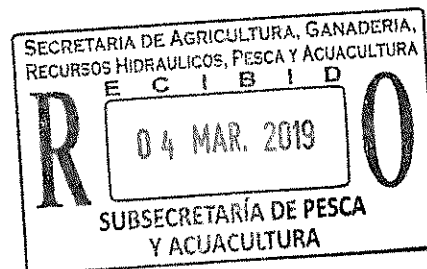 SECRETARIA DE AGRICULTURA, GANADERIA,
RECURSOS HIDRAULICOS, PESCA Y ACUACULTURA
R E C I B I D O
04 MAR. 2019
SUBSECRETARÍA DE PESCA
Y ACUACULTURA